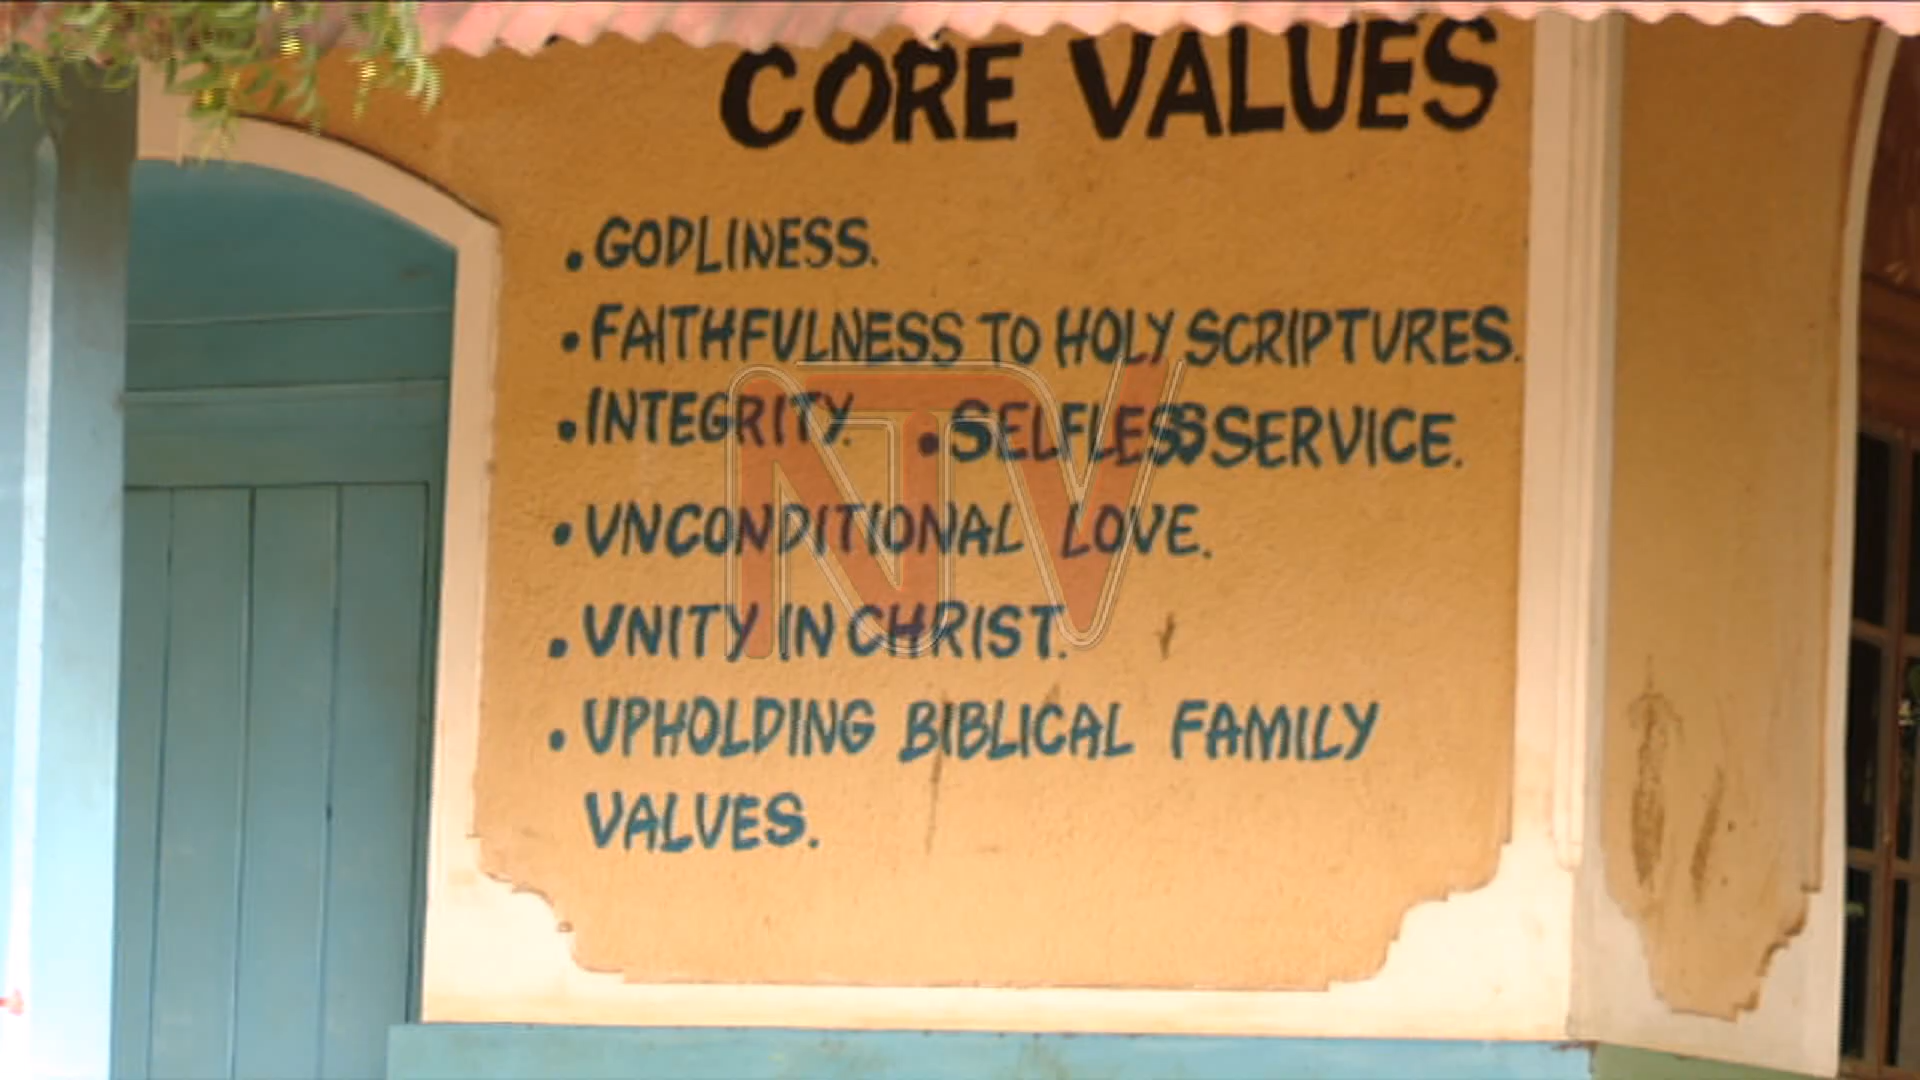 CORE VALUES
• GODLINESS.
• FAITHFULNESS TO HOLY SCRIPTURES.
• INTEGRITY. • SELFLESS SERVICE.
• UNCONDITIONAL LOVE.
• UNITY IN CHRIST.
• UPHOLDING BIBLICAL FAMILY
VALUES.
NTV